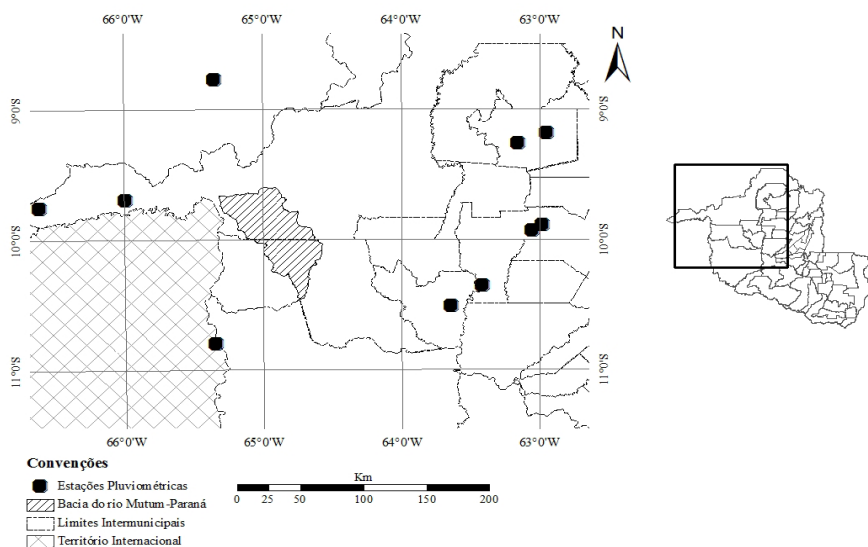 66°0'W 65°0'W 64°0'W 63°0'W
N
9°0'S 9°0'S
10°0'S 10°0'S
11°0'S 11°0'S
66°0'W 65°0'W 64°0'W 63°0'W
Convenções
Estações Pluviométricas
Bacia do rio Mutum-Paraná
Limites Intermunicipais
Território Internacional
Km
0 25 50 100 150 200